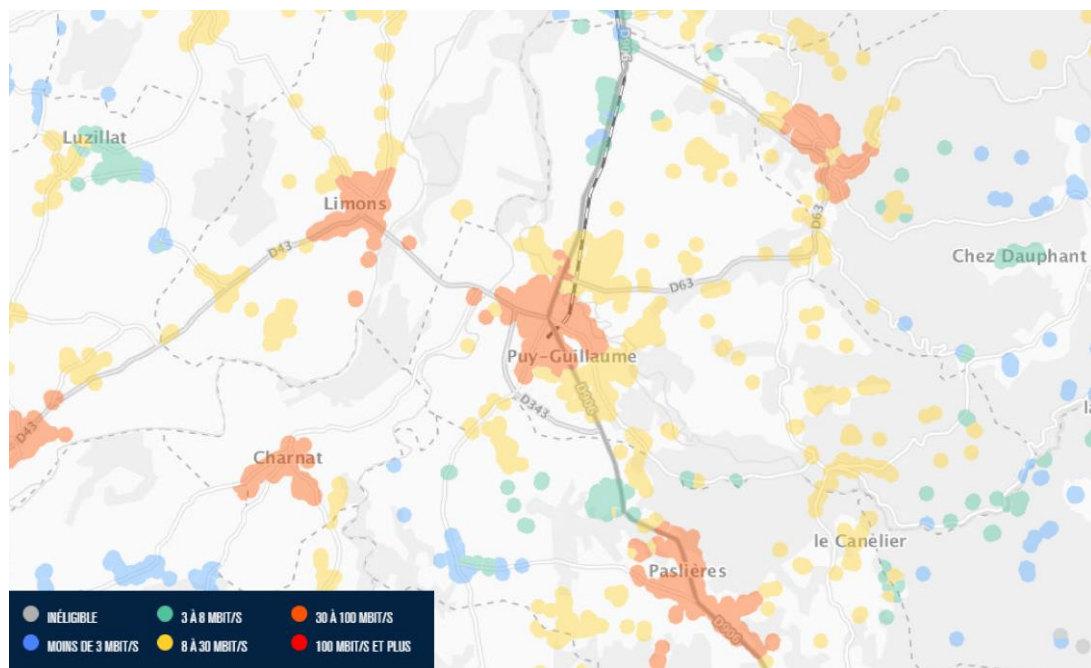 D906
Luzillat
Limons
D63
D43
Chez Dauphant
D63
Puy-Guillaume
D906
D343
D43
Charnat
le Canelier
Paslières
D906
INÉLIGIBLE
3 À 8 MBIT/S
30 À 100 MBIT/S
MOINS DE 3 MBIT/S
8 À 30 MBIT/S
100 MBIT/S ET PLUS